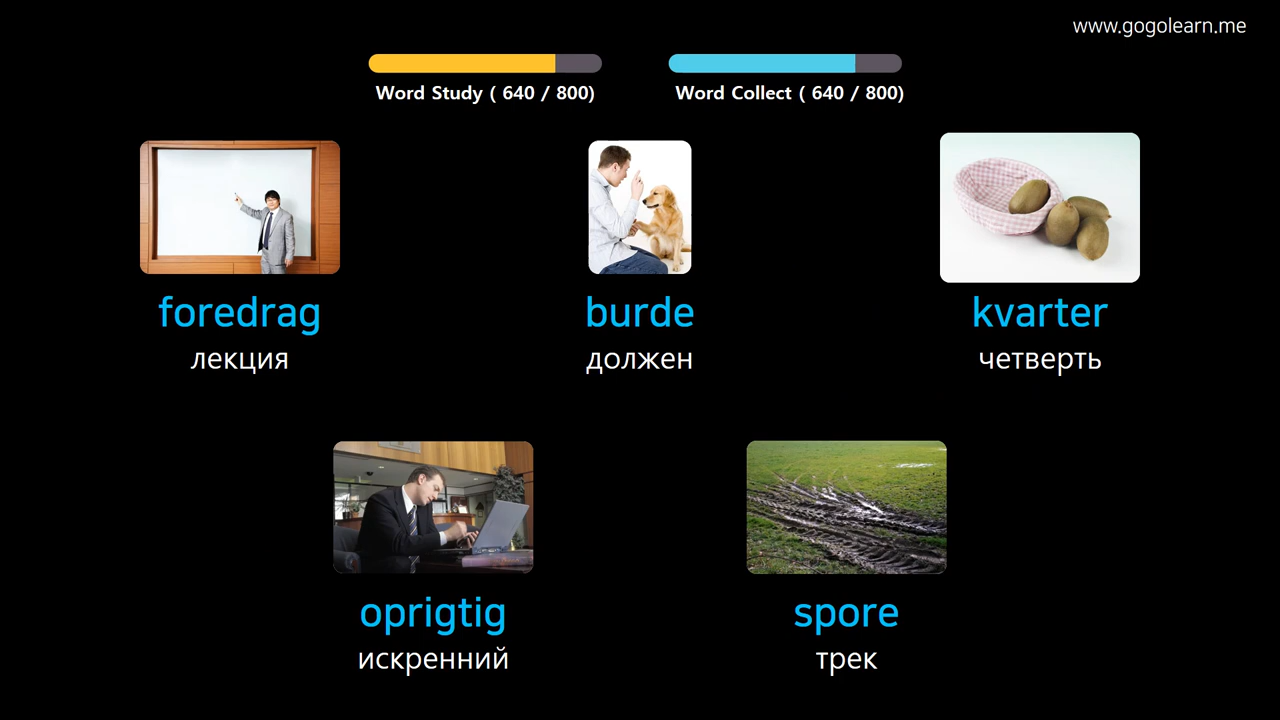 www.gogolearn.me
Word Study ( 640 / 800)
Word Collect ( 640 / 800)
foredrag
лекция
burde
должен
kvarter
четверть
oprigtig
искренний
spore
трек